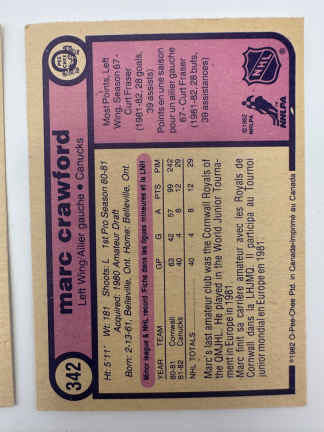 342
marc crawford
Left Wing-Ailier gauche • Canucks
Ht: 5'11" Wt: 181 Shoots: L 1st Pro Season 80-81
Acquired: 1980 Amateur Draft
Born: 2-13-61, Belleville, Ont. Home: Belleville, Ont.
Minor league & NHL record Fiche dans les ligues mineures et la LNH
YEAR TEAM GP G A PTS PIM
80-81 Cornwall 63 42 57 99 242
81-82 Canucks 40 4 8 12 29
NHL TOTALS 40 4 8 12 29
Marc's last amateur club was the Cornwall Royals of
the QMJHL. He played in the World Junior Tourna-
ment in Europe in 1981.
Marc finit sa carrière amateur avec les Royals de
Cornwall dans LHJMQ. Il participa au Tournoi
junior mondial en Europe en 1981.
©1982 O-Pee-Chee Ptd. in Canada-Imprimé au Canada
O-PEE-CHEE
Most Points, Left
Wing, Season 67 -
Curt Fraser
(1981-82, 28 goals,
39 assists)
Points en une saison
pour un ailier gauche
67 - Curt Fraser
(1981-82, 28 buts,
39 assistances)
NHL
©1982
NHLPA
NHLPA